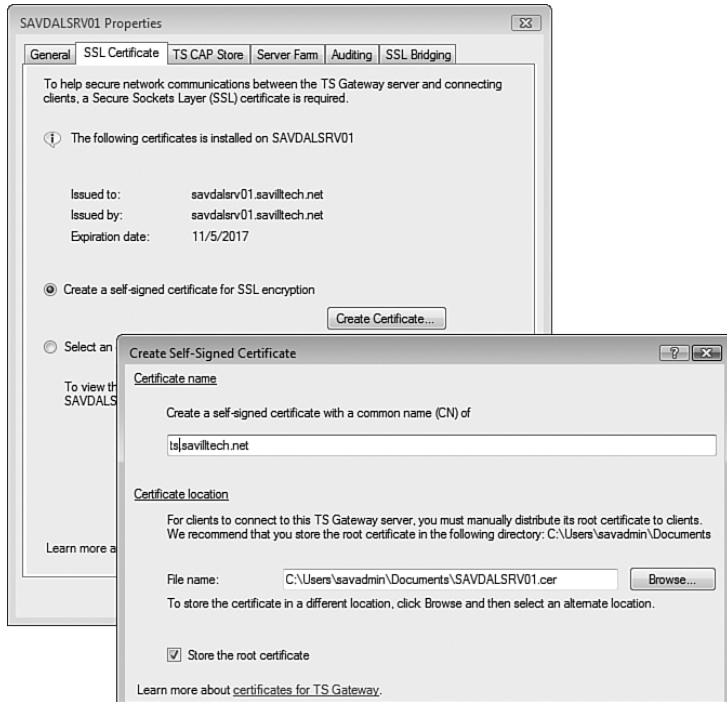 SAVDALSRV01 Properties
General SSL Certificate TS CAP Store Server Farm Auditing SSL Bridging
To help secure network communications between the TS Gateway server and connecting
clients, a Secure Sockets Layer (SSL) certificate is required.
The following certificates is installed on SAVDALSRV01
Issued to: savdalsrv01.savilltech.net
Issued by: savdalsrv01.savilltech.net
Expiration date: 11/5/2017
Create a self-signed certificate for SSL encryption
Create Certificate...
Select an
To view th
SAVDALS
Learn more a
Create Self-Signed Certificate
Certificate name
Create a self-signed certificate with a common name (CN) of
ts.savilltech.net
Certificate location
For clients to connect to this TS Gateway server, you must manually distribute its root certificate to clients.
We recommend that you store the root certificate in the following directory: C:\Users\savadmin\Documents
File name: C:\Users\savadmin\Documents\SAVDALSRV01.cer Browse...
To store the certificate in a different location, click Browse and then select an alternate location.
Store the root certificate
Learn more about certificates for TS Gateway.